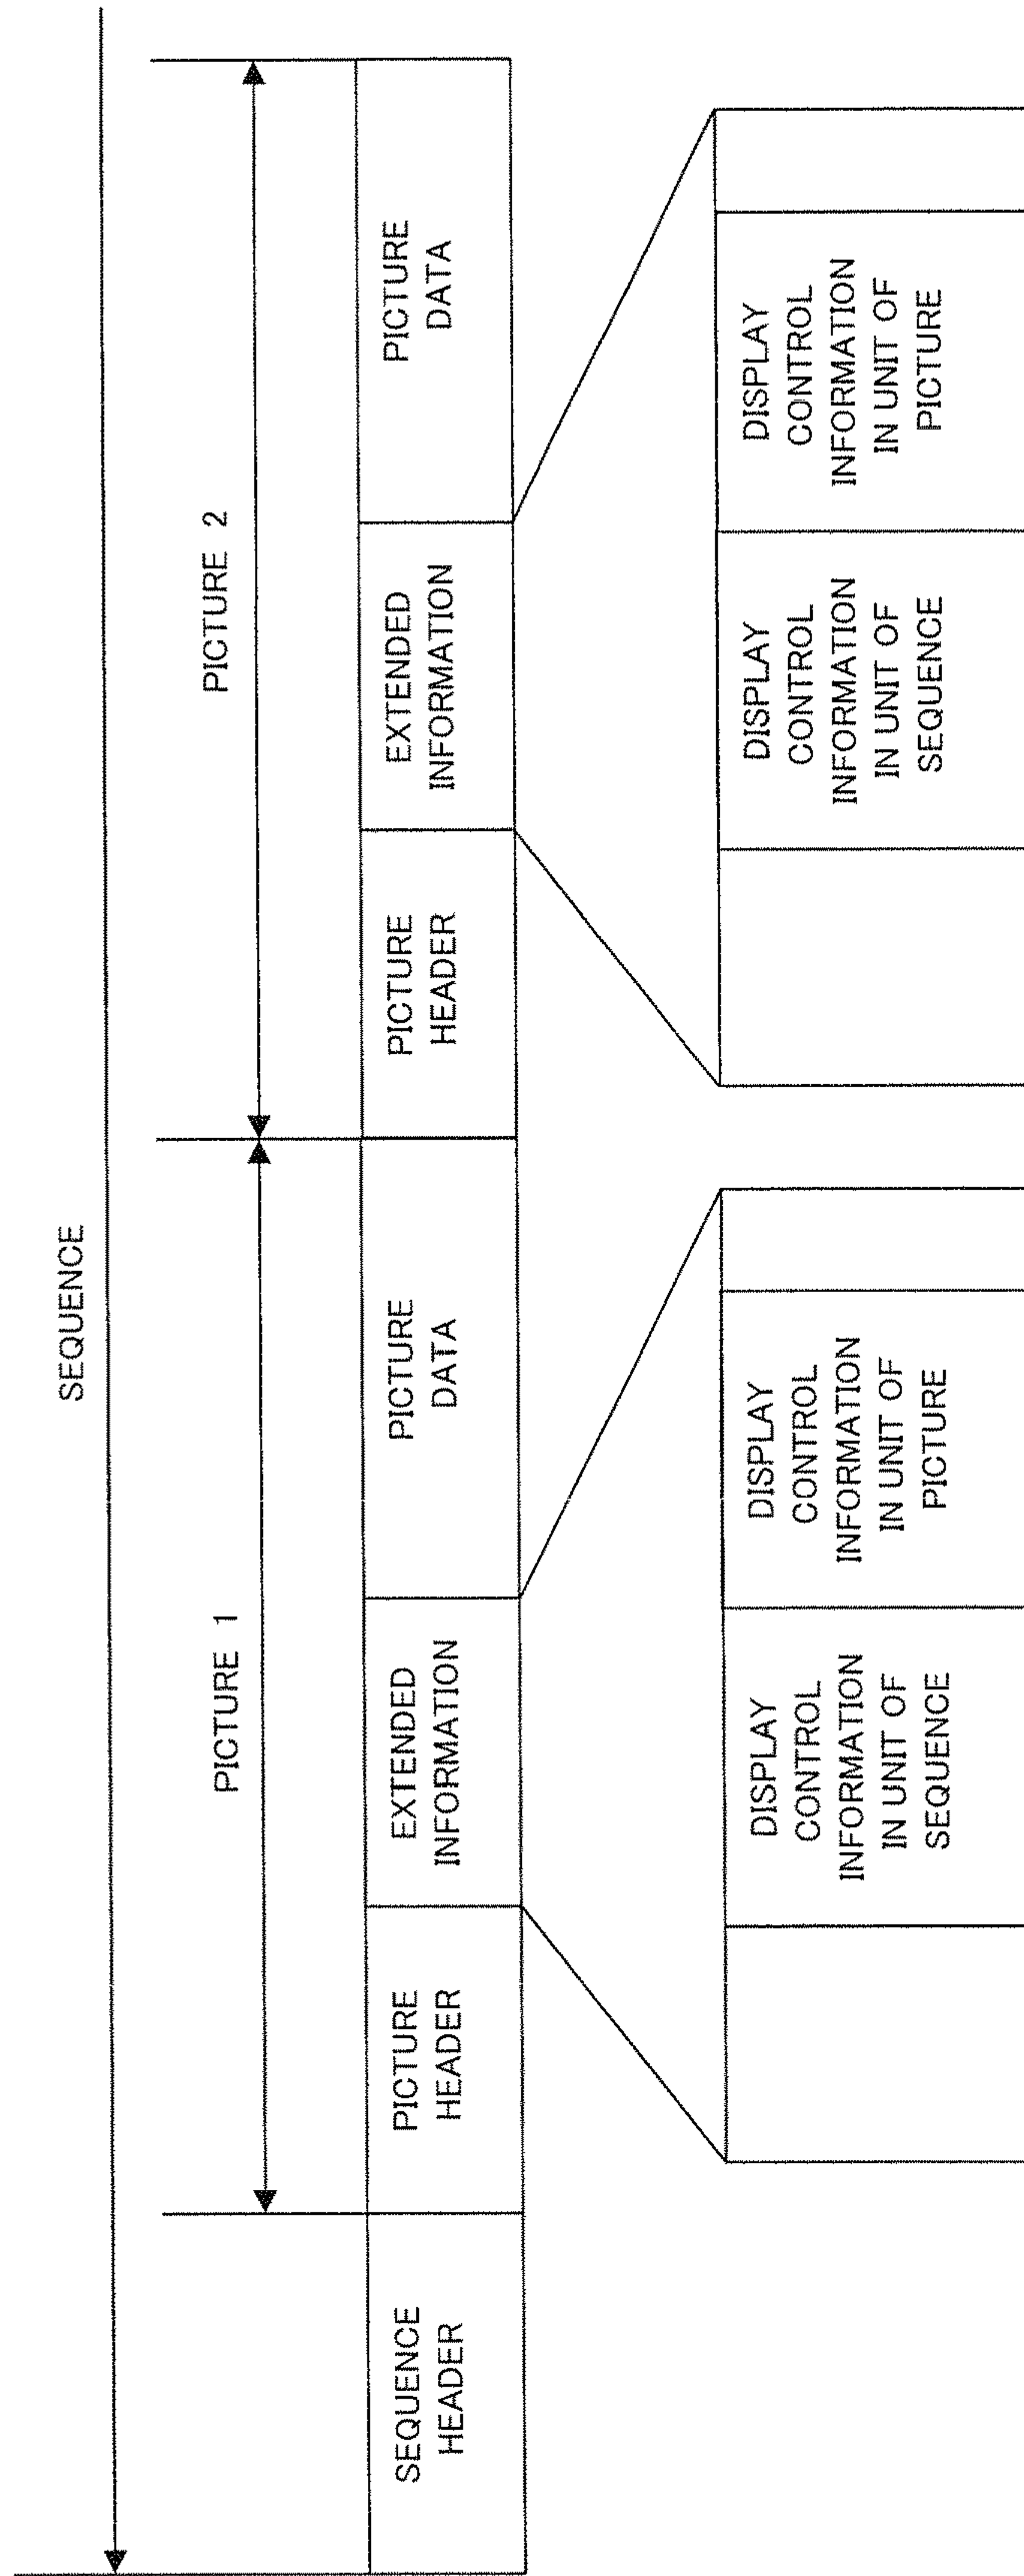 SEQUENCE
PICTURE 1
PICTURE 2
SEQUENCE
HEADER
PICTURE
HEADER
EXTENDED
INFORMATION
PICTURE
DATA
PICTURE
HEADER
EXTENDED
INFORMATION
PICTURE
DATA
DISPLAY
CONTROL
INFORMATION
IN UNIT OF
SEQUENCE
DISPLAY
CONTROL
INFORMATION
IN UNIT OF
PICTURE
DISPLAY
CONTROL
INFORMATION
IN UNIT OF
SEQUENCE
DISPLAY
CONTROL
INFORMATION
IN UNIT OF
PICTURE